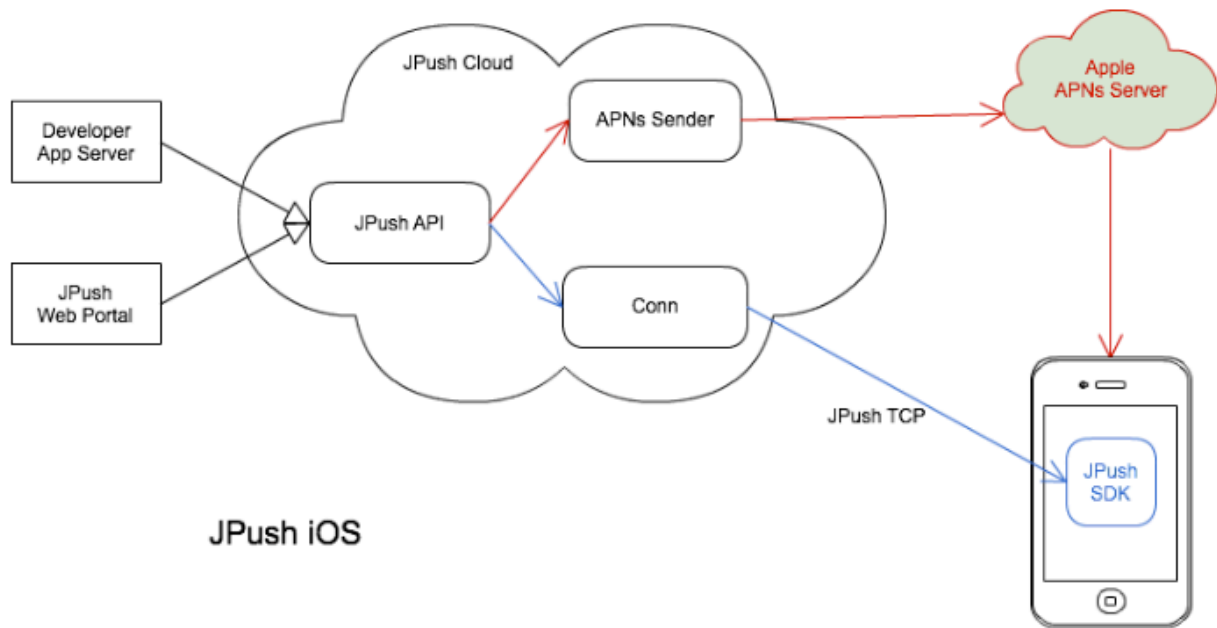 JPush Cloud
Apple
APNs Server
APNs Sender
Developer
App Server
JPush API
JPush
Web Portal
Conn
JPush TCP
JPush
SDK
JPush iOS